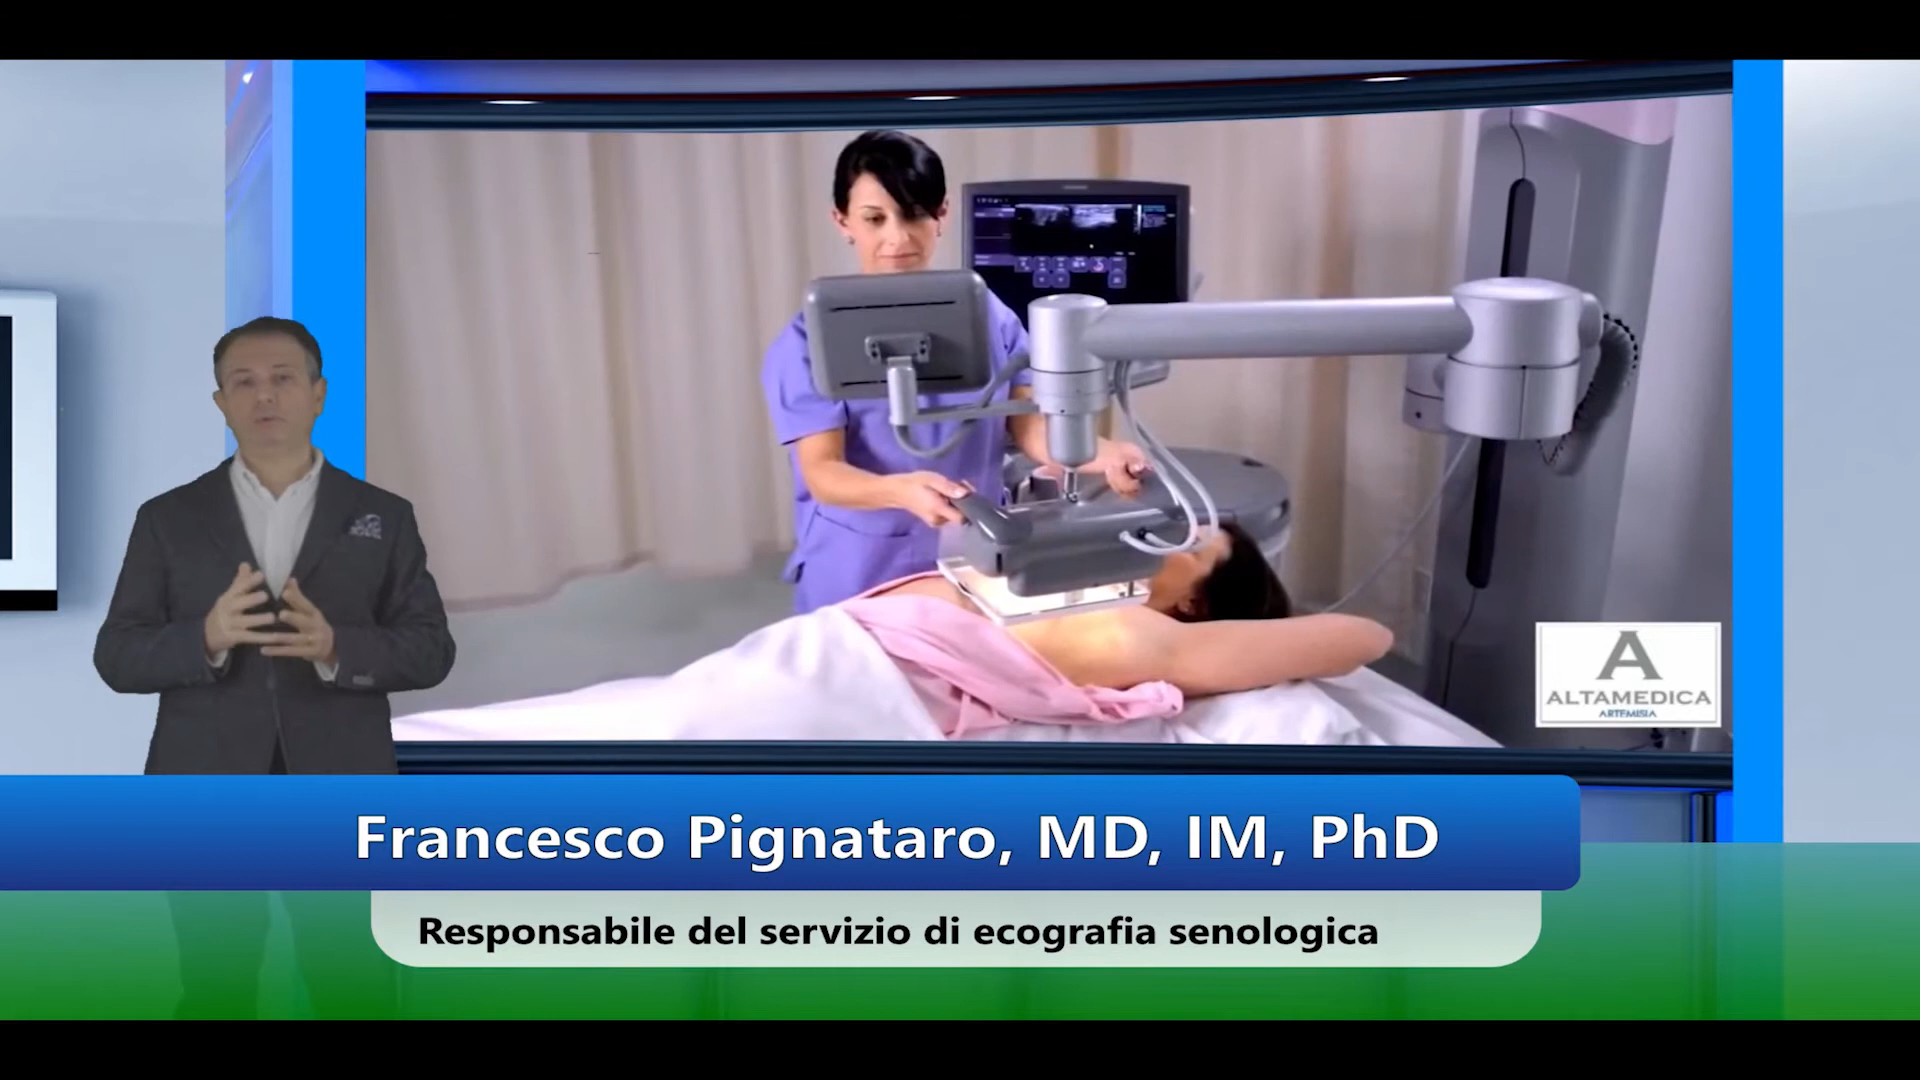 A
ALTAMEDICA
ARTEMISIA
Francesco Pignataro, MD, IM, PhD
Responsabile del servizio di ecografia senologica